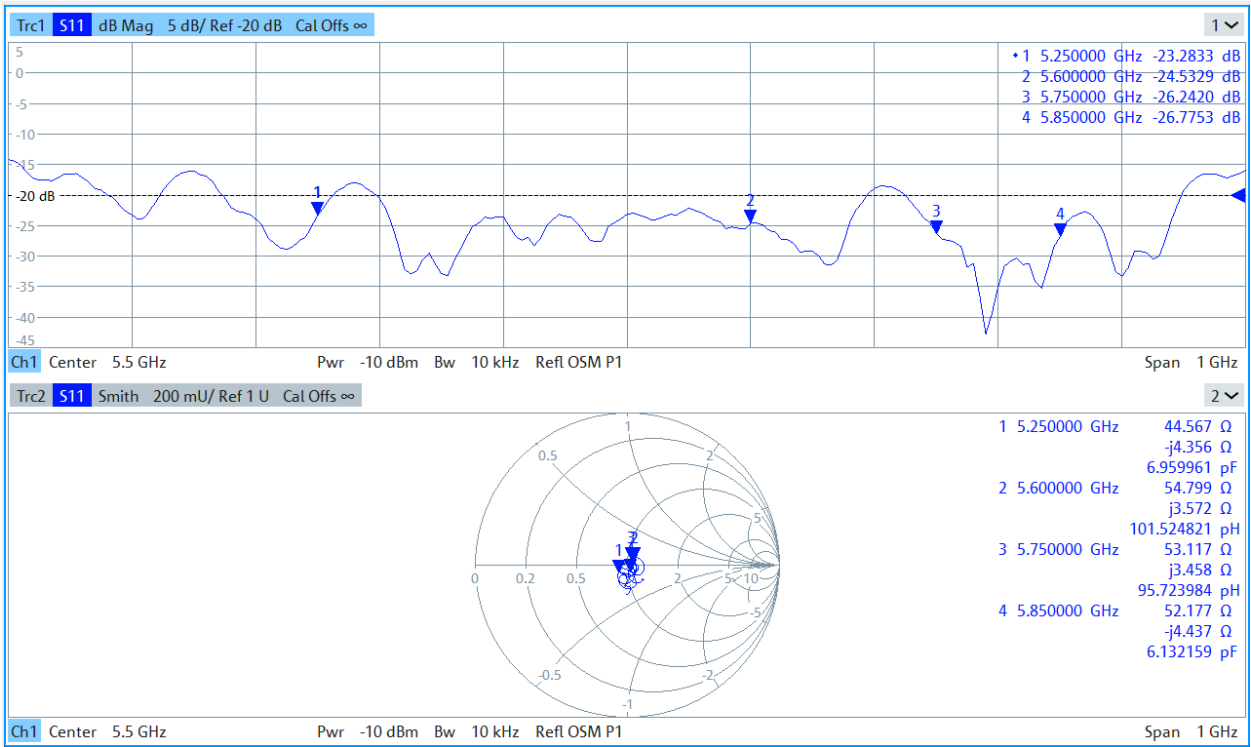 Trc1 S11 dB Mag 5 dB/ Ref -20 dB Cal Offs ∞ 1
5
0
-5
-10
-15
-20 dB
-25
-30
-35
-40
-45
•1 5.250000 GHz -23.2833 dB
2 5.600000 GHz -24.5329 dB
3 5.750000 GHz -26.2420 dB
4 5.850000 GHz -26.7753 dB
1
2
3
4
Ch1 Center 5.5 GHz Pwr -10 dBm Bw 10 kHz Refl OSM P1 Span 1 GHz
Trc2 S11 Smith 200 mU/ Ref 1 U Cal Offs ∞ 2
1 5.250000 GHz 44.567 Ω
-j4.356 Ω
6.959961 pF
2 5.600000 GHz 54.799 Ω
j3.572 Ω
101.524821 pH
3 5.750000 GHz 53.117 Ω
j3.458 Ω
95.723984 pH
4 5.850000 GHz 52.177 Ω
-j4.437 Ω
6.132159 pF
1
0.5 2
5
1 2
0 0.2 0.5 2 5 10
-5
-0.5 -2
-1
Ch1 Center 5.5 GHz Pwr -10 dBm Bw 10 kHz Refl OSM P1 Span 1 GHz